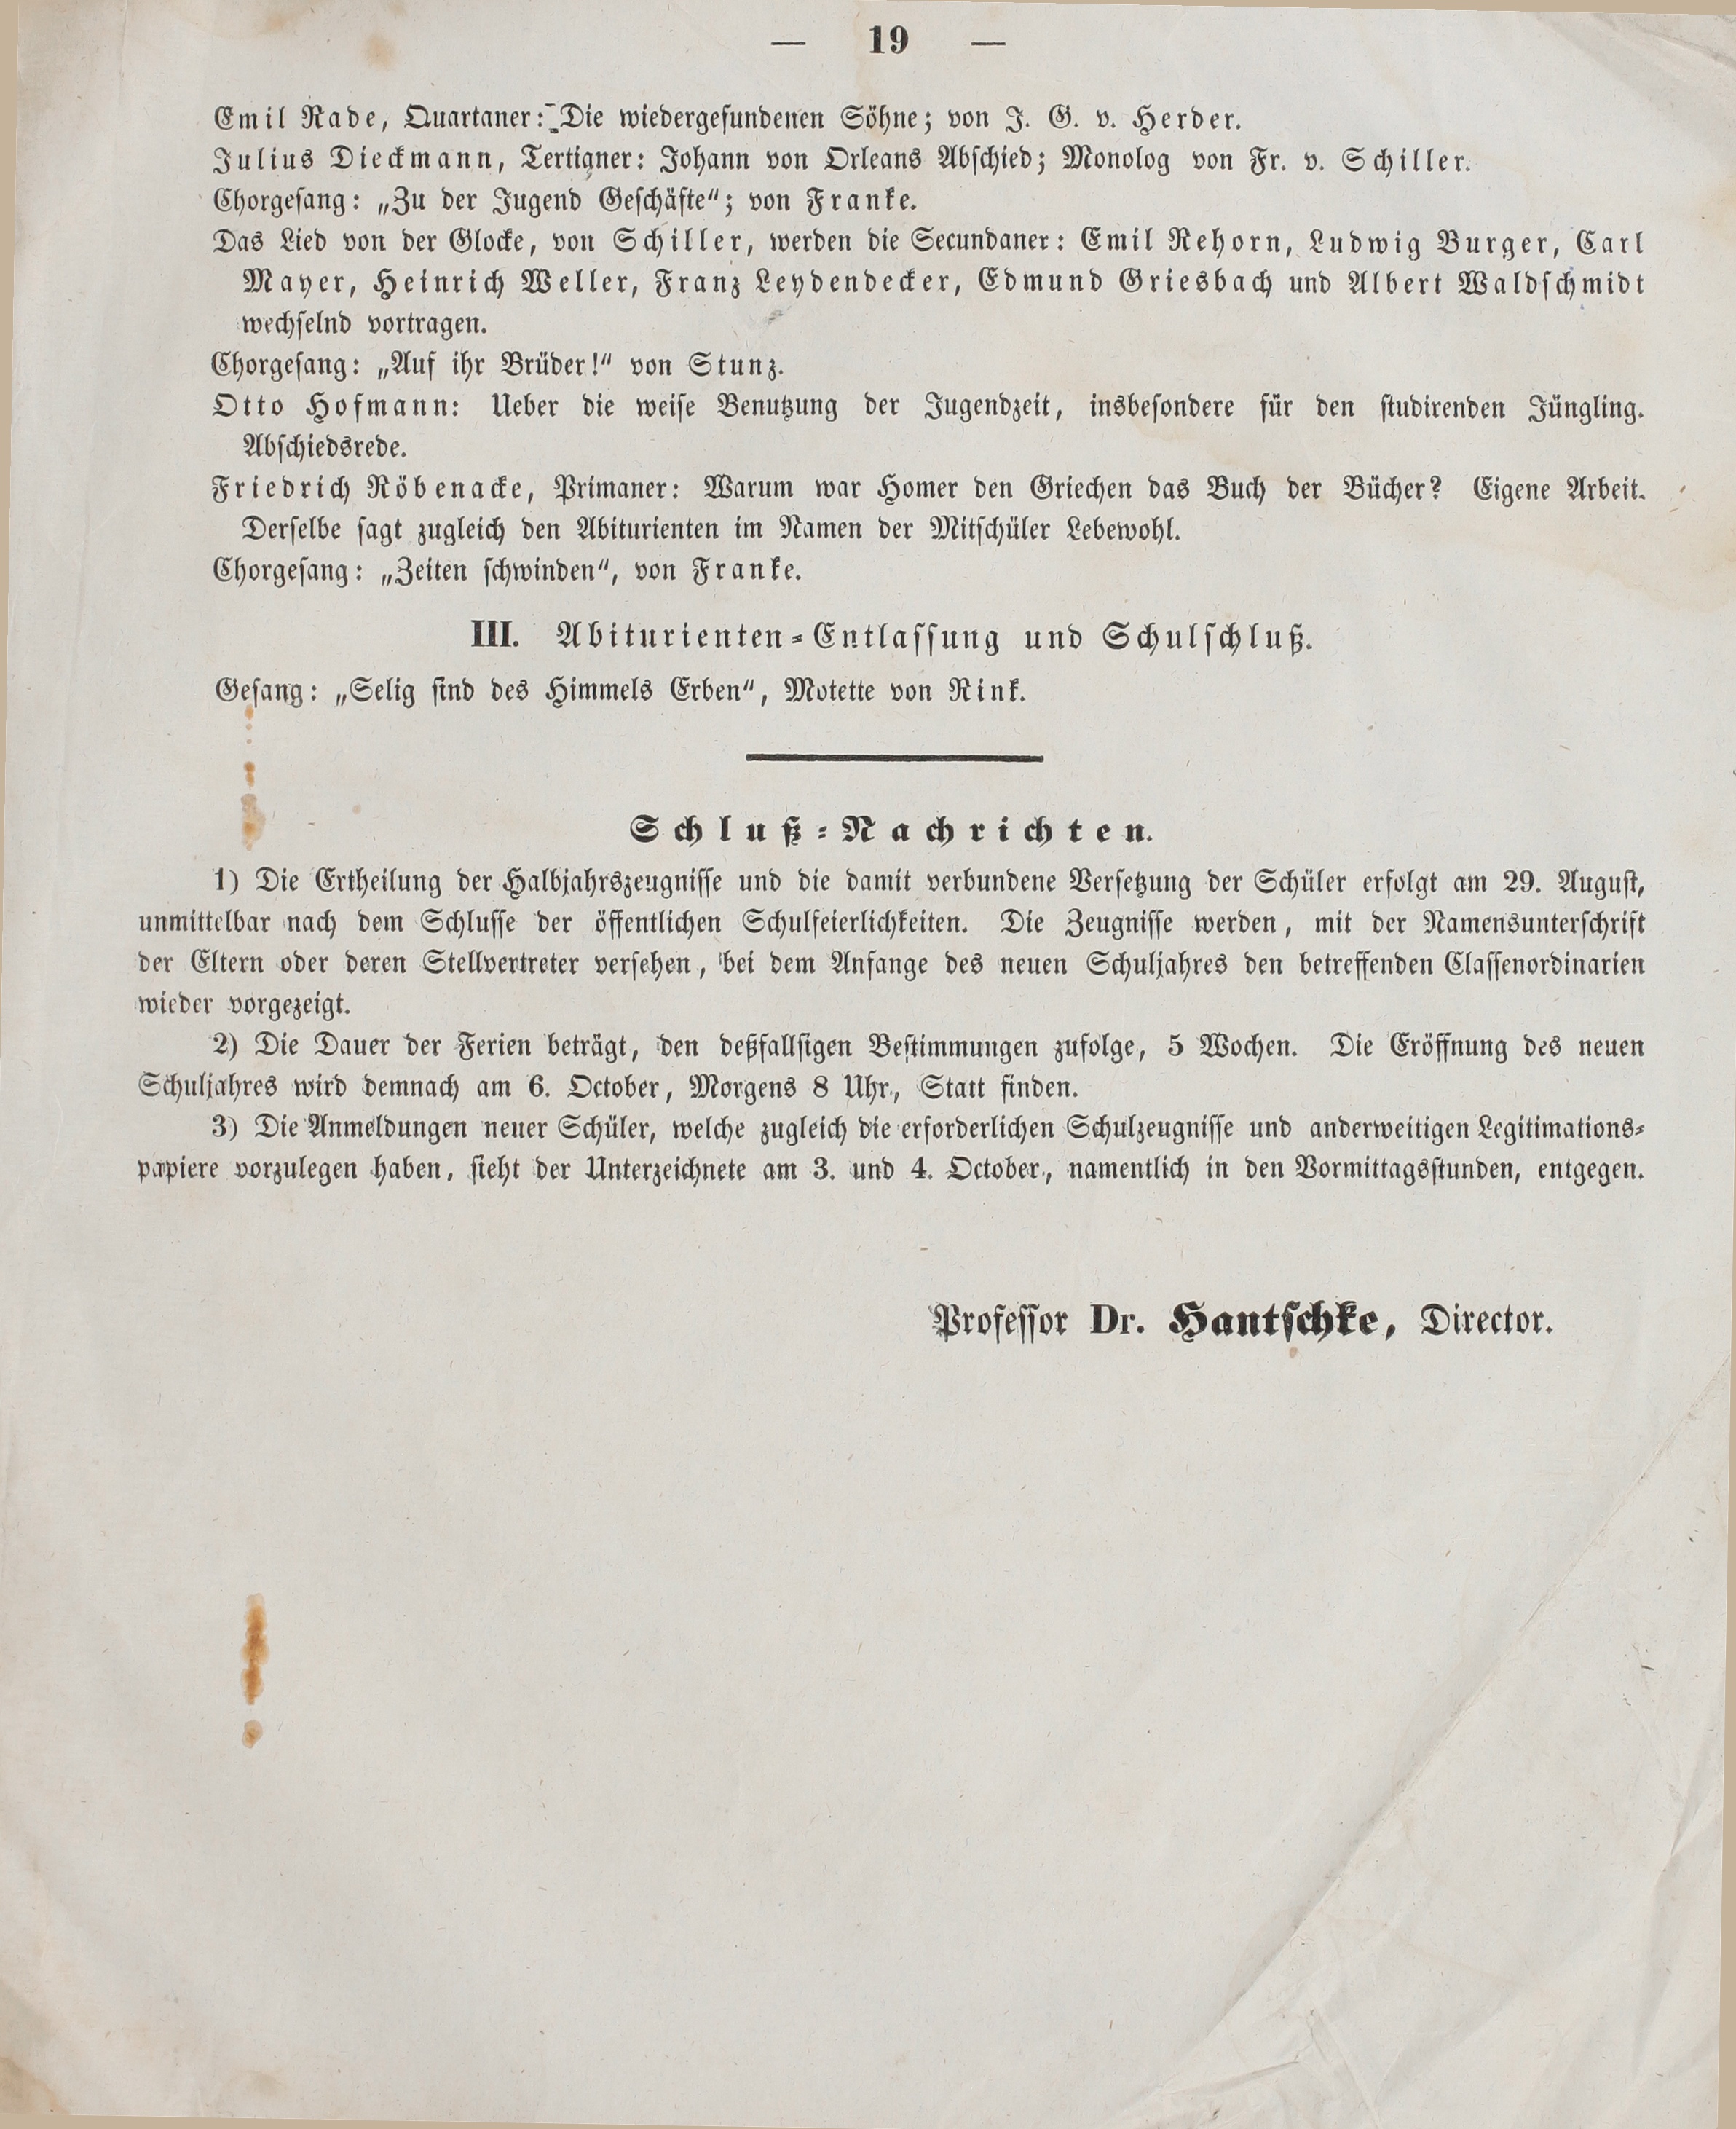 — 19 —
Emil Rade, Quartaner: Die wiedergefundenen Söhne; von J. G. v. Herder.
Julius Dieckmann, Tertianer: Johann von Orleans Abschied; Monolog von Fr. v. Schiller.
Chorgesang: „Zu der Jugend Geschäfte“; von Franke.
Das Lied von der Glocke, von Schiller, werden die Secundaner: Emil Rehorn, Ludwig Burger, Carl
Mayer, Heinrich Weller, Franz Leydendecker, Edmund Griesbach und Albert Waldschmidt
wechselnd vortragen.
Chorgesang: „Auf ihr Brüder!“ von Stunz.
Otto Hofmann: Ueber die weise Benutzung der Jugendzeit, insbesondere für den studirenden Jüngling.
Abschiedsrede.
Friedrich Röbenacke, Primaner: Warum war Homer den Griechen das Buch der Bücher? Eigene Arbeit.
Derselbe sagt zugleich den Abiturienten im Namen der Mitschüler Lebewohl.
Chorgesang: „Zeiten schwinden“, von Franke.
III. Abiturienten-Entlassung und Schulschluß.
Gesang: „Selig sind des Himmels Erben“, Motette von Rink.
Schluß-Nachrichten.
1) Die Ertheilung der Halbjahrszeugnisse und die damit verbundene Versetzung der Schüler erfolgt am 29. August,
unmittelbar nach dem Schlusse der öffentlichen Schulfeierlichkeiten. Die Zeugnisse werden, mit der Namensunterschrift
der Eltern oder deren Stellvertreter versehen, bei dem Anfange des neuen Schuljahres den betreffenden Classenordinarien
wieder vorgezeigt.
2) Die Dauer der Ferien beträgt, den deßfallsigen Bestimmungen zufolge, 5 Wochen. Die Eröffnung des neuen
Schuljahres wird demnach am 6. October, Morgens 8 Uhr, Statt finden.
3) Die Anmeldungen neuer Schüler, welche zugleich die erforderlichen Schulzeugnisse und anderweitigen Legitimations-
papiere vorzulegen haben, sieht der Unterzeichnete am 3. und 4. October, namentlich in den Vormittagsstunden, entgegen.
Professor Dr. Hantschke, Director.